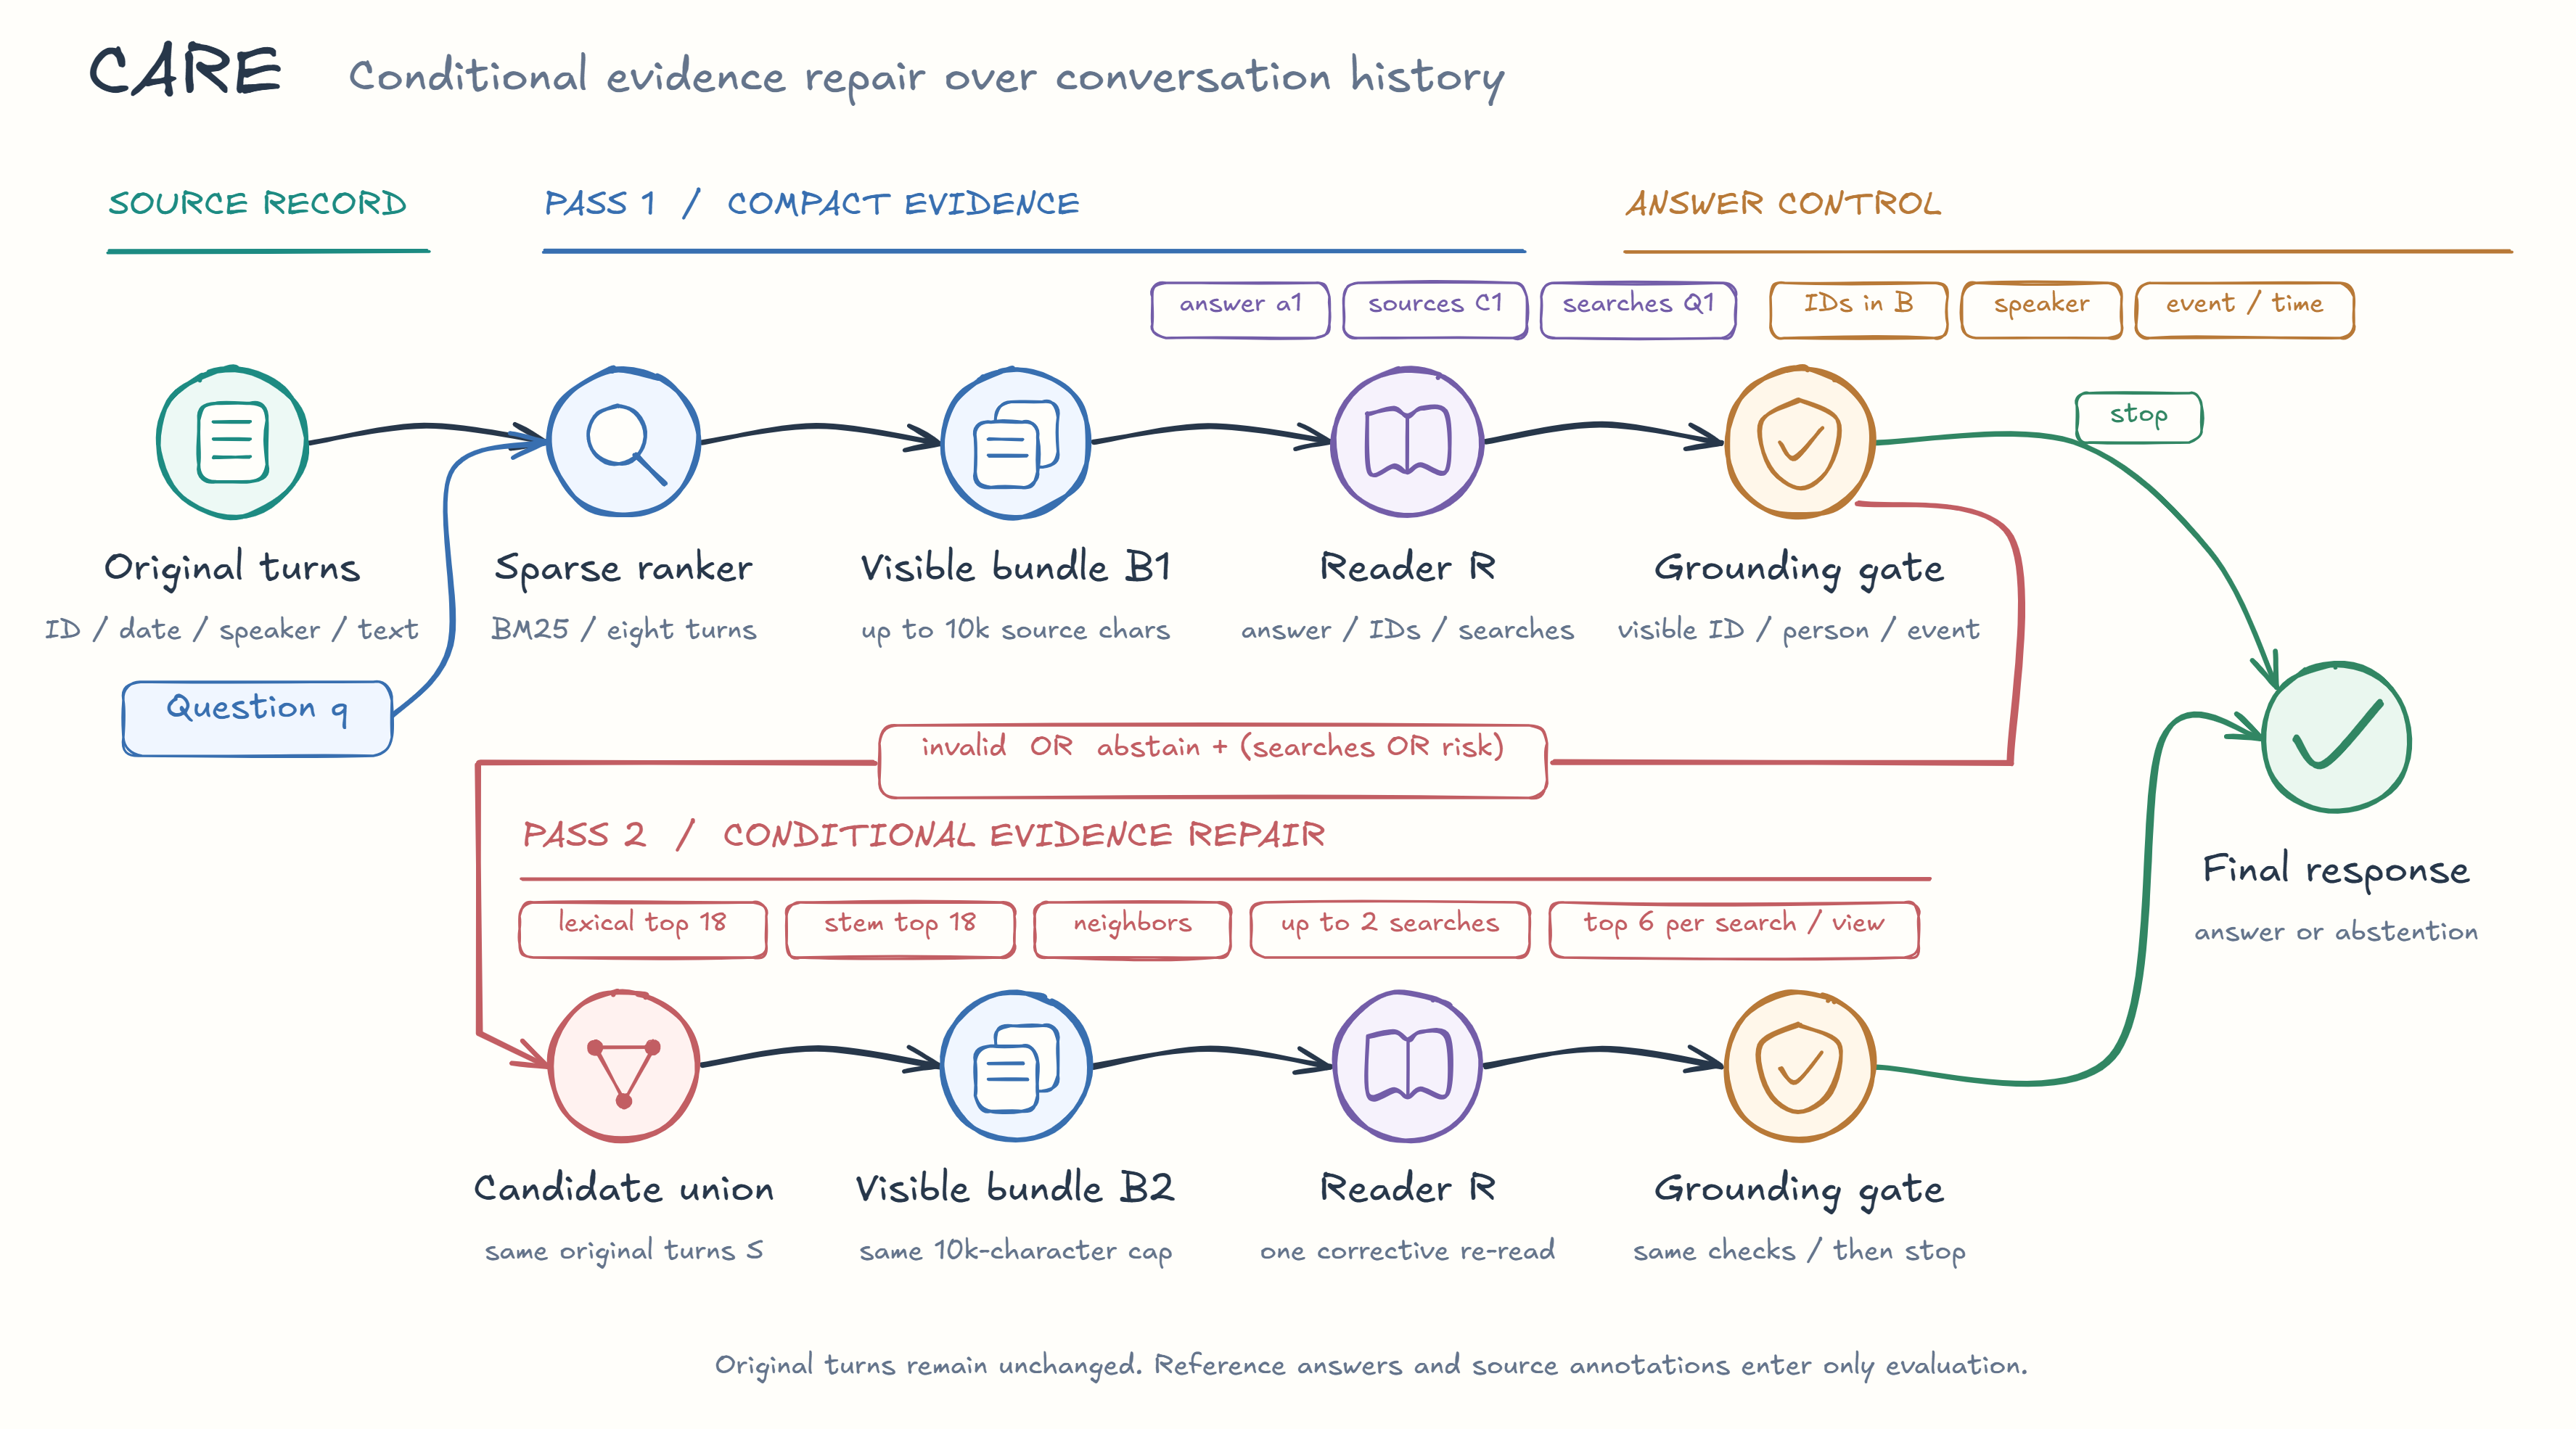 CARE
Conditional evidence repair over conversation history
SOURCE RECORD
PASS 1 / COMPACT EVIDENCE
ANSWER CONTROL
answer a1
sources C1
searches Q1
IDs in B
speaker
event / time
stop
Original turns
Sparse ranker
Visible bundle B1
Reader R
Grounding gate
ID / date / speaker / text
BM25 / eight turns
up to 10k source chars
answer / IDs / searches
visible ID / person / event
Question q
invalid OR abstain + (searches OR risk)
PASS 2 / CONDITIONAL EVIDENCE REPAIR
Final response
answer or abstention
lexical top 18
stem top 18
neighbors
up to 2 searches
top 6 per search / view
Candidate union
Visible bundle B2
Reader R
Grounding gate
same original turns S
same 10k-character cap
one corrective re-read
same checks / then stop
Original turns remain unchanged. Reference answers and source annotations enter only evaluation.